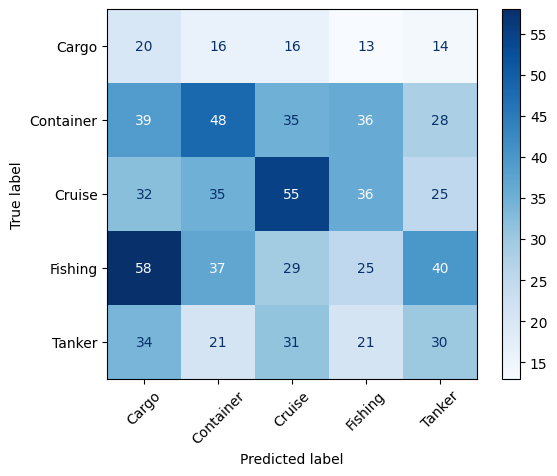 Cargo 20 16 16 13 14
Container 39 48 35 36 28
Cruise 32 35 55 36 25
Fishing 58 37 29 25 40
Tanker 34 21 31 21 30
Cargo Container Cruise Fishing Tanker
Predicted label
True label
55
50
45
40
35
30
25
20
15